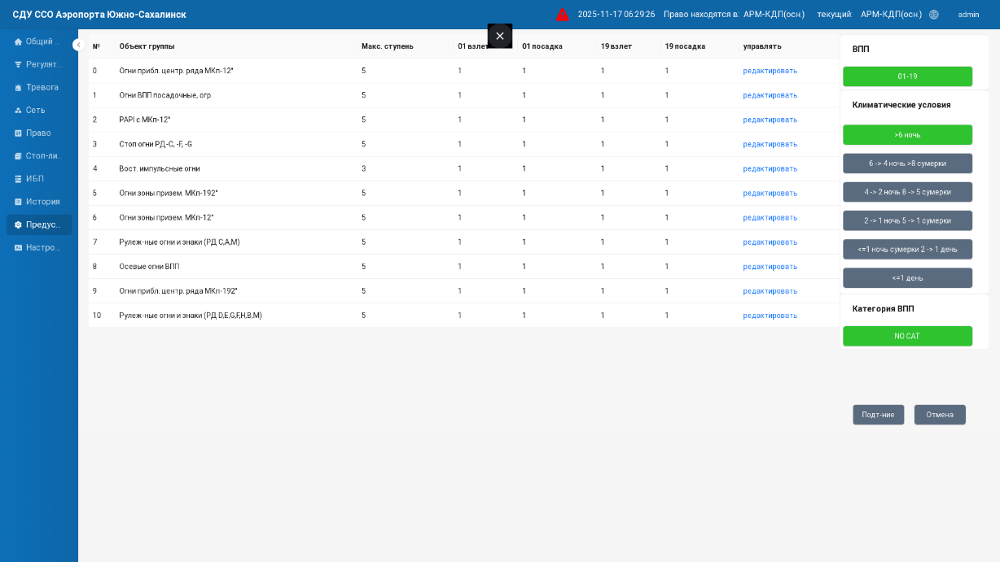 СДУ ССО Аэропорта Южно-Сахалинск
2025-11-17 06:29:26 Право находятся в: АРМ-КДП(осн.) текущий: АРМ-КДП(осн.) admin
Общий ...
Регулят...
Тревога
Сеть
Право
Стоп-ли...
ИБП
История
Предус...
Настро...
№ Объект группы Макс. ступень 01 взлет 01 посадка 19 взлет 19 посадка управлять
0 Огни прибл. центр. ряда МКп-12° 5 1 1 1 1 редактировать
1 Огни ВПП посадочные, огр. 5 1 1 1 1 редактировать
2 PAPI с МКп-12° 5 1 1 1 1 редактировать
3 Стоп огни РД-C, -F, -G 5 1 1 1 1 редактировать
4 Вост. импульсные огни 3 1 1 1 1 редактировать
5 Огни зоны призем. МКп-192° 5 1 1 1 1 редактировать
6 Огни зоны призем. МКп-12° 5 1 1 1 1 редактировать
7 Рулеж-ные огни и знаки (РД C,A,M) 5 1 1 1 1 редактировать
8 Осевые огни ВПП 5 1 1 1 1 редактировать
9 Огни прибл. центр. ряда МКп-192° 5 1 1 1 1 редактировать
10 Рулеж-ные огни и знаки (РД D,E,G,F,H,B,M) 5 1 1 1 1 редактировать
ВПП
01-19
Климатические условия
>6 ночь
6 -> 4 ночь >8 сумерки
4 -> 2 ночь 8 -> 5 сумерки
2 -> 1 ночь 5 -> 1 сумерки
<=1 ночь сумерки 2 -> 1 день
<=1 день
Категория ВПП
NO CAT
Подт-ние Отмена